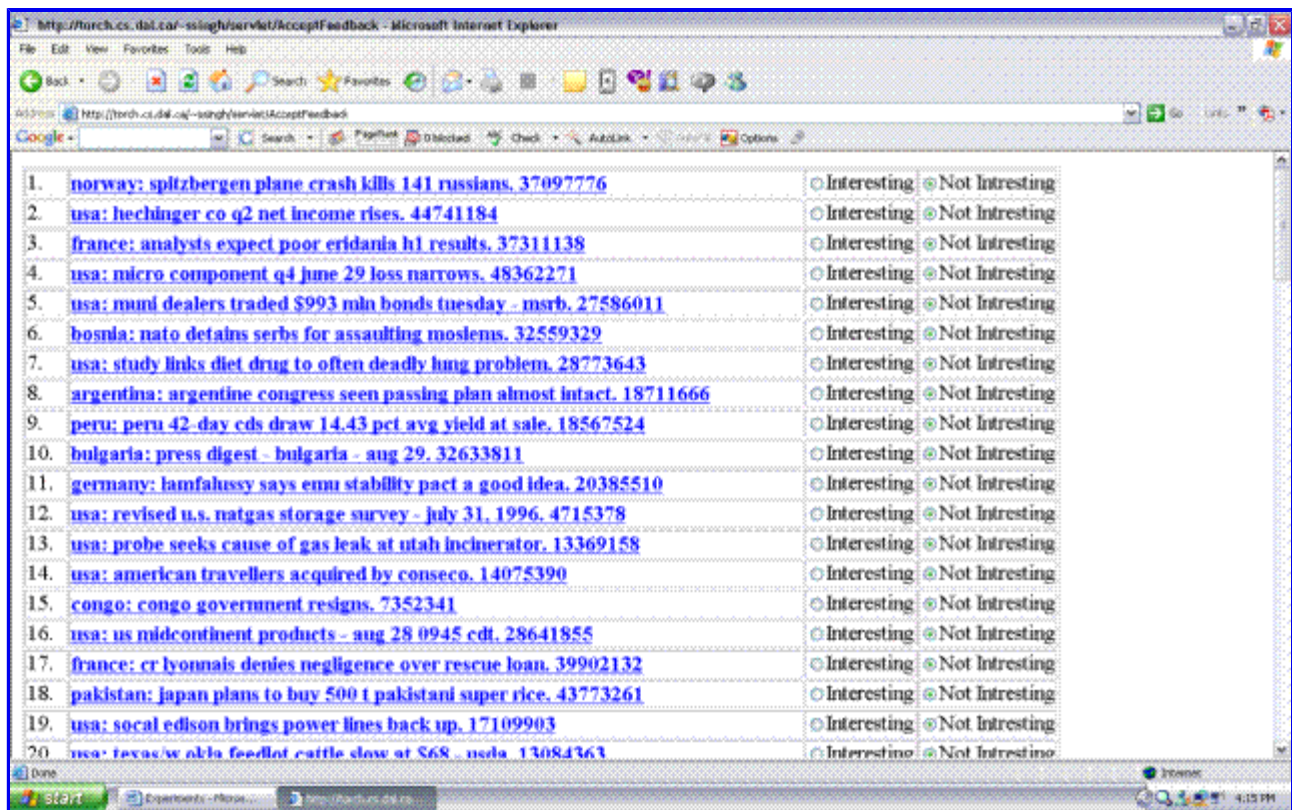 http://torch.cs.dal.ca/~ssingh/servlet/AcceptFeedback - Microsoft Internet Explorer
File Edit View Favorites Tools Help
Back Search Favorites
Address http://torch.cs.dal.ca/~ssingh/servlet/AcceptFeedback Go Links »
Google Search PageRank 0 blocked Check AutoLink Options
1. norway: spitzbergen plane crash kills 141 russians. 37097776 Interesting Not Intresting
2. usa: hechinger co q2 net income rises. 44741184 Interesting Not Intresting
3. france: analysts expect poor eridania h1 results. 37311138 Interesting Not Intresting
4. usa: micro component q4 june 29 loss narrows. 48362271 Interesting Not Intresting
5. usa: muni dealers traded $993 mln bonds tuesday - msrb. 27586011 Interesting Not Intresting
6. bosnia: nato detains serbs for assaulting moslems. 32559329 Interesting Not Intresting
7. usa: study links diet drug to often deadly lung problem. 28773643 Interesting Not Intresting
8. argentina: argentine congress seen passing plan almost intact. 18711666 Interesting Not Intresting
9. peru: peru 42-day cds draw 14.43 pct avg yield at sale. 18567524 Interesting Not Intresting
10. bulgaria: press digest - bulgaria - aug 29. 32633811 Interesting Not Intresting
11. germany: lamfalussy says emu stability pact a good idea. 20385510 Interesting Not Intresting
12. usa: revised u.s. natgas storage survey - july 31, 1996. 4715378 Interesting Not Intresting
13. usa: probe seeks cause of gas leak at utah incinerator. 13369158 Interesting Not Intresting
14. usa: american travellers acquired by conseco. 14075390 Interesting Not Intresting
15. congo: congo government resigns. 7352341 Interesting Not Intresting
16. usa: us midcontinent products - aug 28 0945 cdt. 28641855 Interesting Not Intresting
17. france: cr lyonnais denies negligence over rescue loan. 39902132 Interesting Not Intresting
18. pakistan: japan plans to buy 500 t pakistani super rice. 43773261 Interesting Not Intresting
19. usa: socal edison brings power lines back up. 17109903 Interesting Not Intresting
20. usa: texas/w okla feedlot cattle slow at $68 - usda. 13084363 Interesting Not Intresting
Done Internet
start Experiments - Micros... 4:15 PM